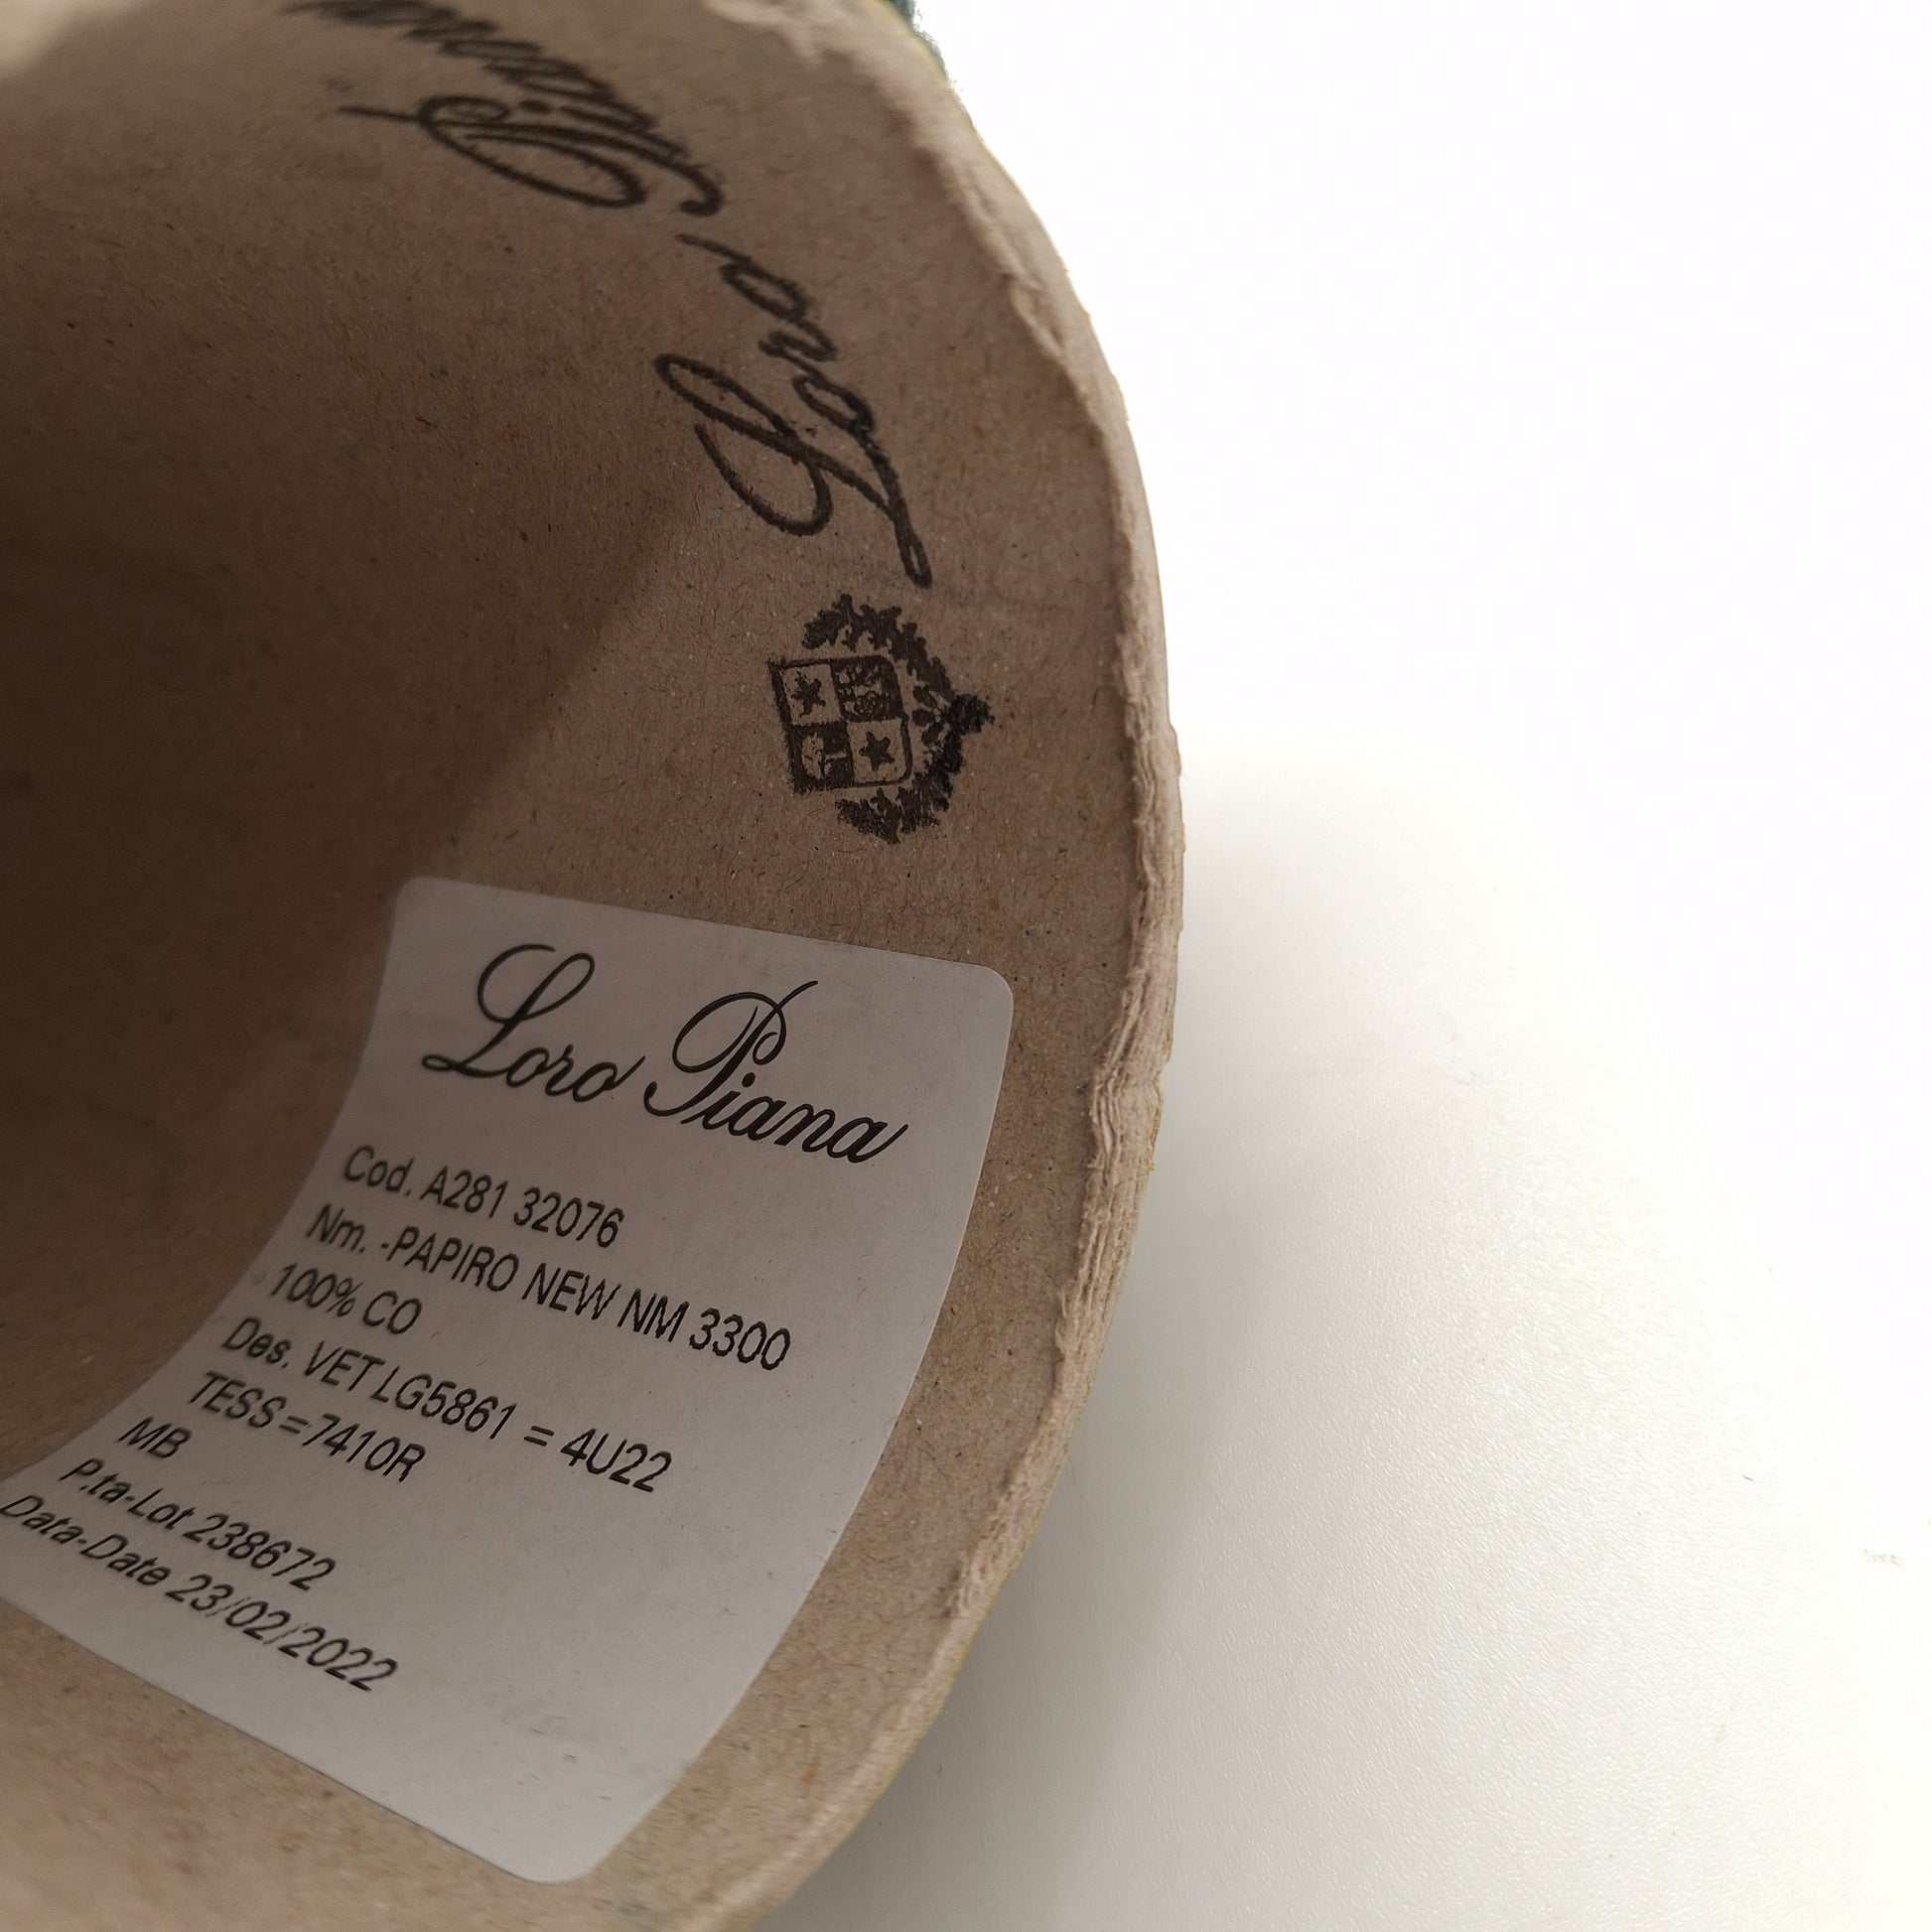 Loro Piana
Loro Piana
Cod. A281 32076
Nm. -PAPIRO NEW NM 3300
100% CO
Des. VET LG5861 = 4U22
TESS=7410R
MB
P.ta-Lot 238672
Data-Date 23/02/2022